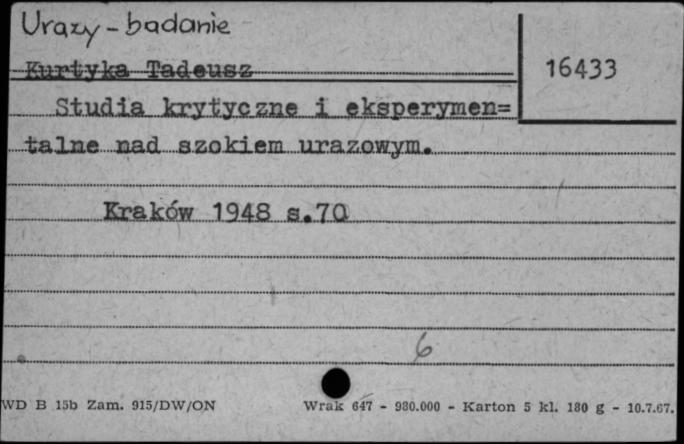 Urazy - badanie
Kurtyka Tadeusz
16433
Studia krytyczne i eksperymen=
talne nad szokiem urazowym.
Kraków 1948 s.70
6
WD B 15b Zam. 915/DW/ON
Wrak 647 - 980.000 - Karton 5 kl. 180 g - 10.7.67.